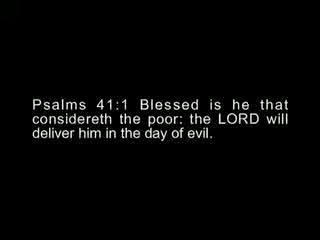 Psalms 41:1 Blessed is he that
considereth the poor: the LORD will
deliver him in the day of evil.